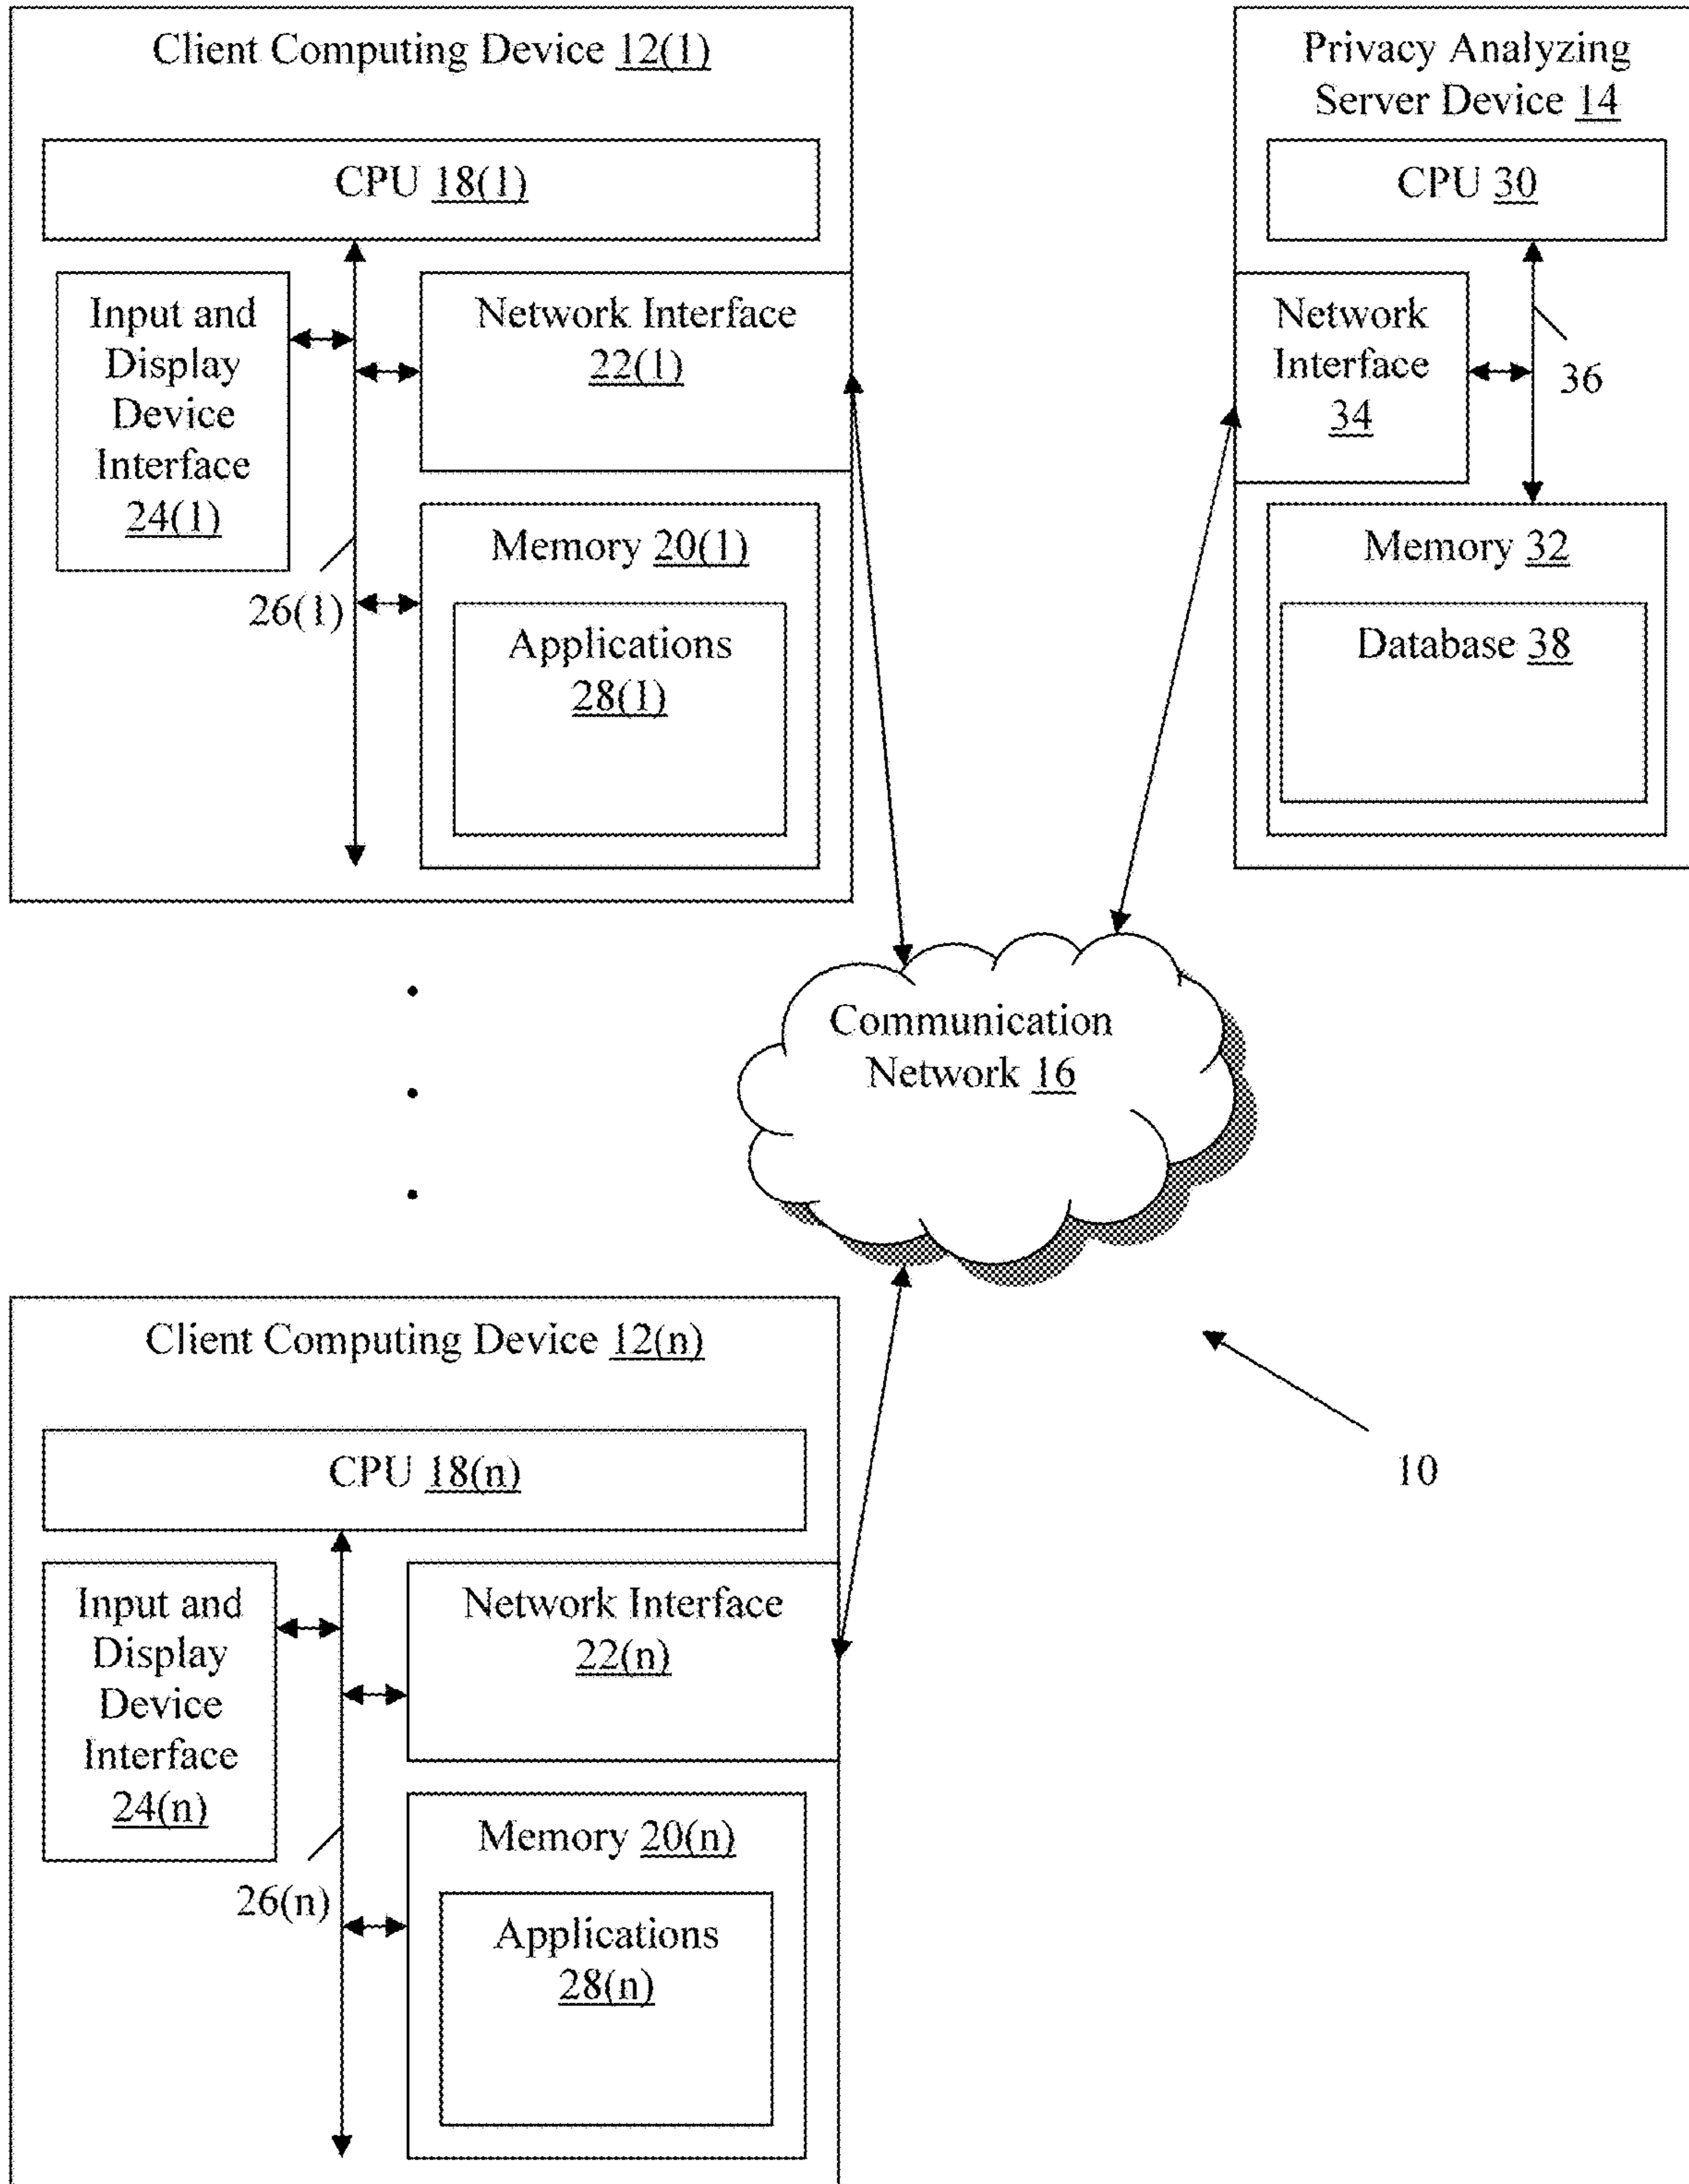 Client Computing Device 12(1)
CPU 18(1)
Input and
Display
Device
Interface
24(1)
Network Interface
22(1)
26(1)
Memory 20(1)
Applications
28(1)
Privacy Analyzing
Server Device 14
CPU 30
Network
Interface
34
36
Memory 32
Database 38
Communication
Network 16
10
Client Computing Device 12(n)
CPU 18(n)
Input and
Display
Device
Interface
24(n)
Network Interface
22(n)
26(n)
Memory 20(n)
Applications
28(n)